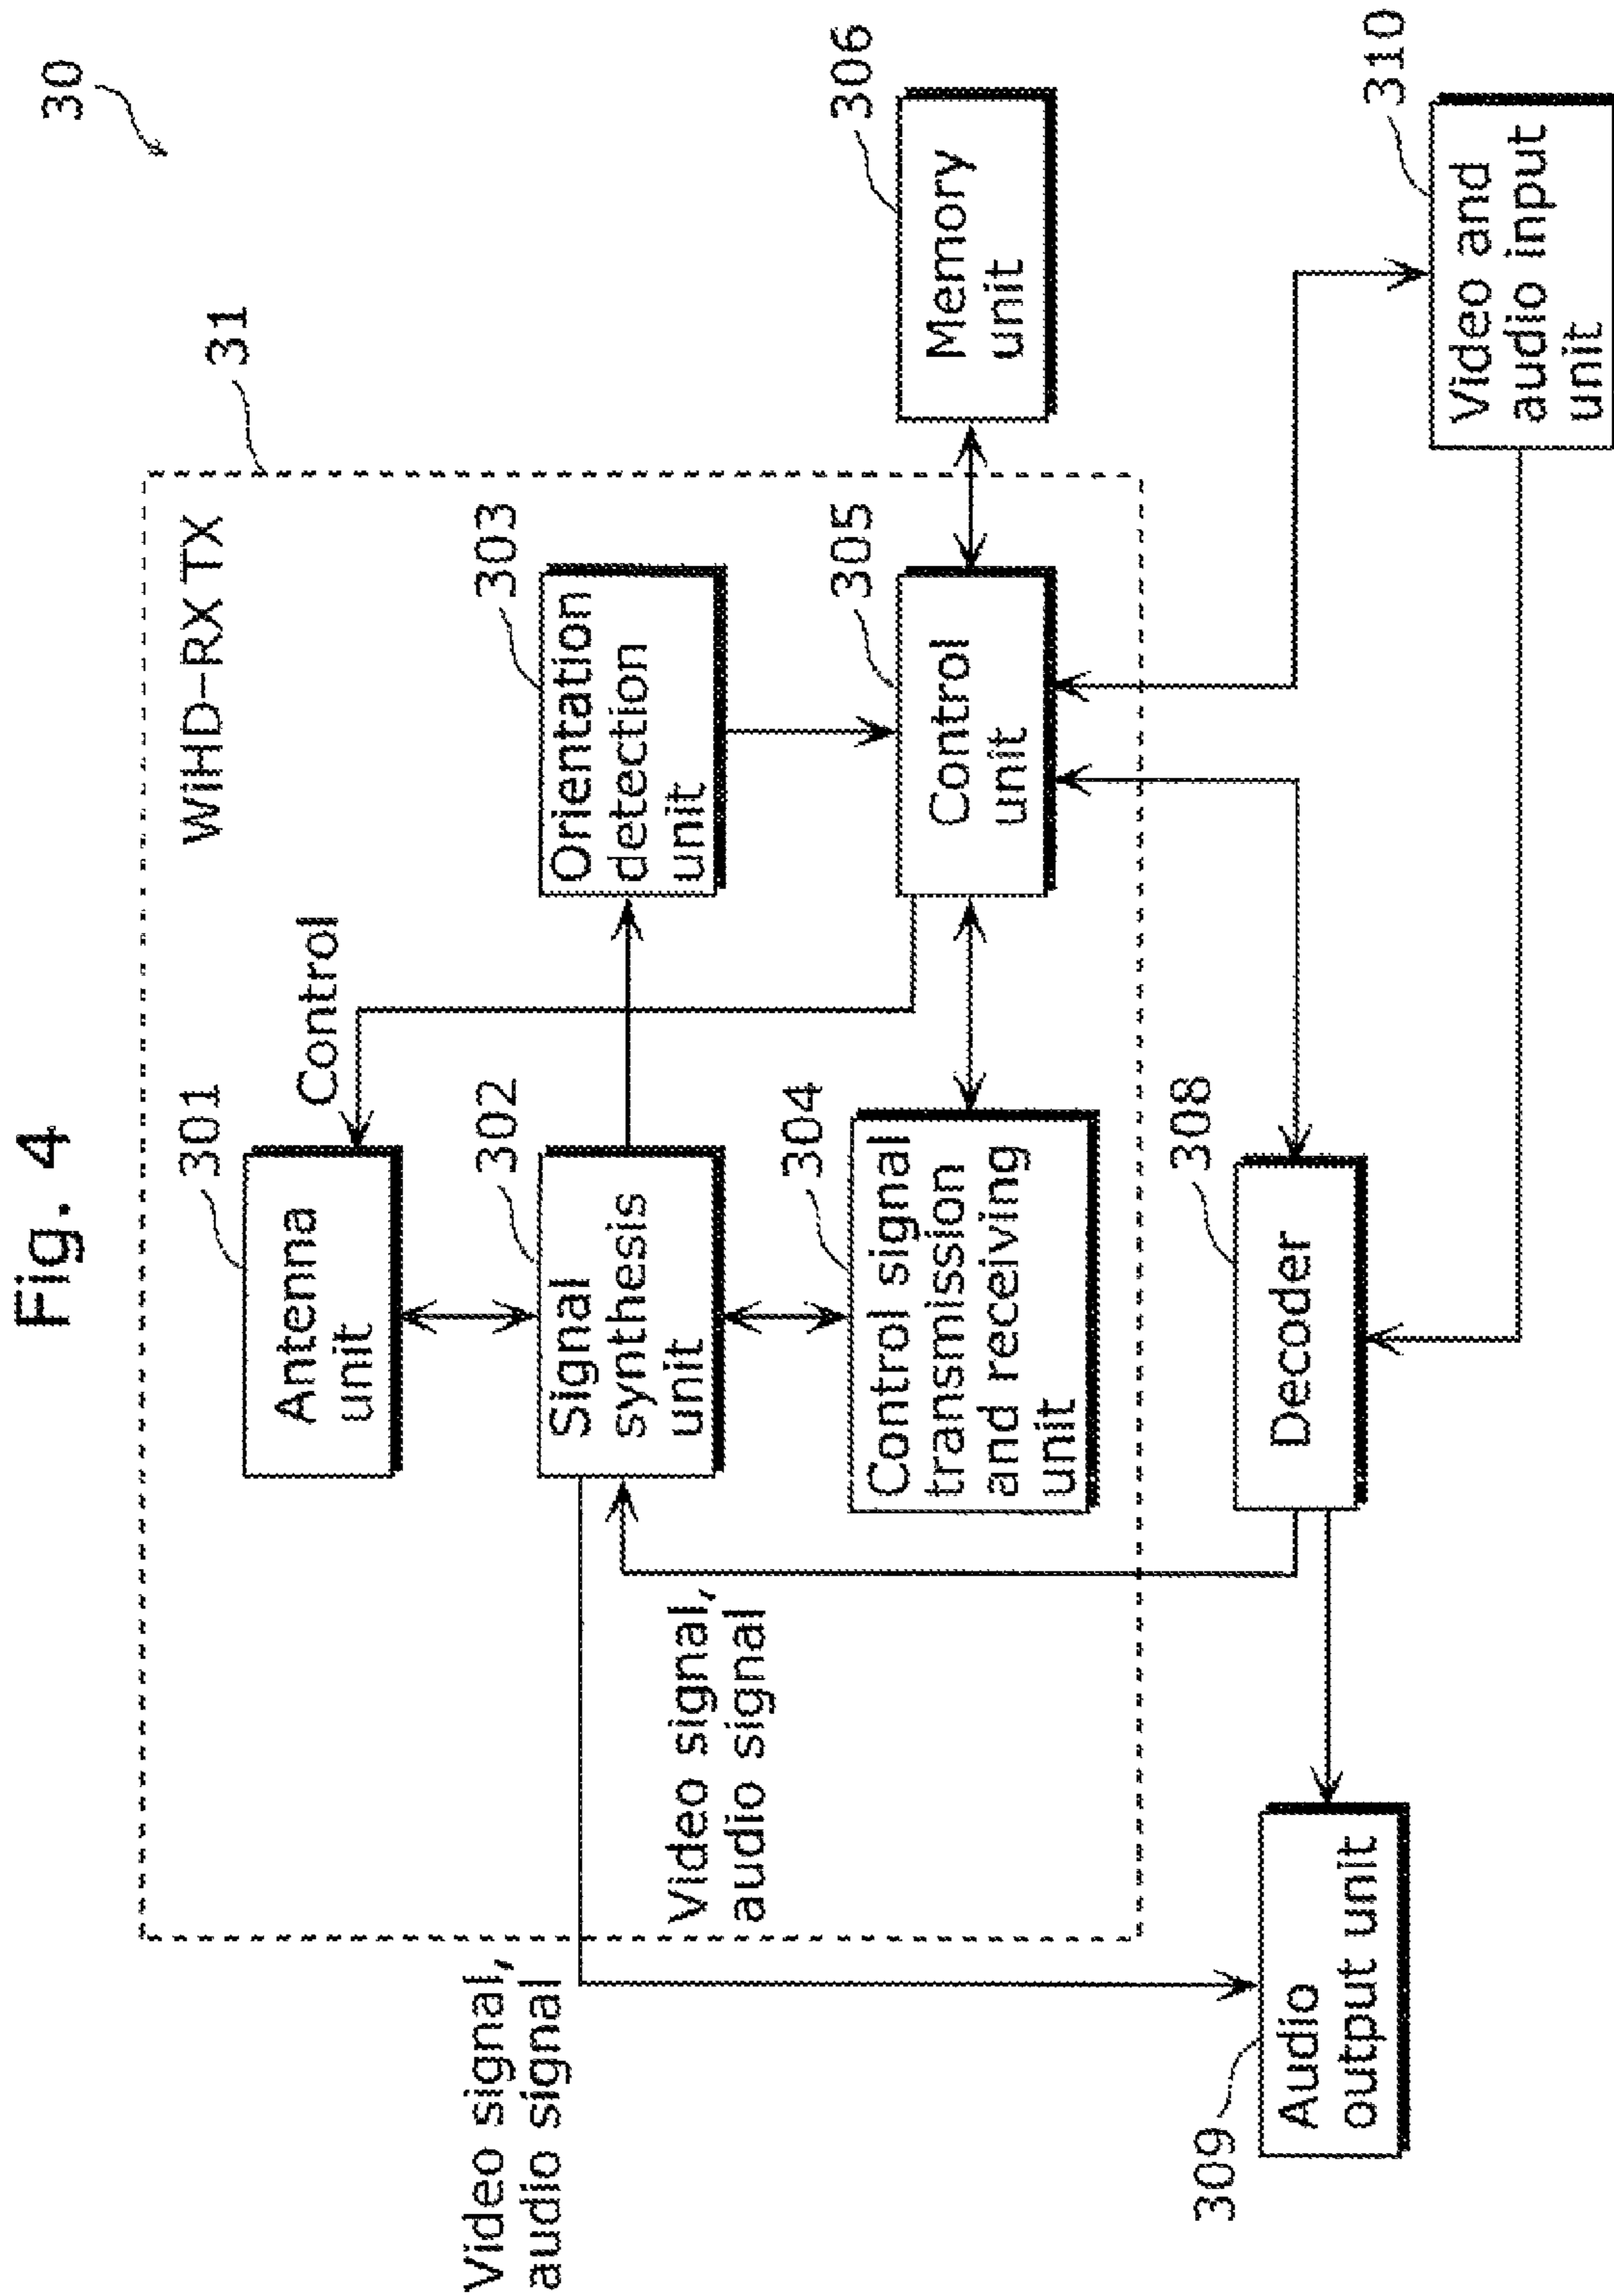 Fig. 4
30
31
WiHD-RX TX
301
Antenna
unit
Control
302
Signal
synthesis
unit
303
Orientation
detection
unit
Video signal,
audio signal
Video signal,
audio signal
304
Control signal
transmission
and receiving
unit
305
Control
unit
306
Memory
unit
308
Decoder
309
Audio
output unit
310
Video and
audio input
unit